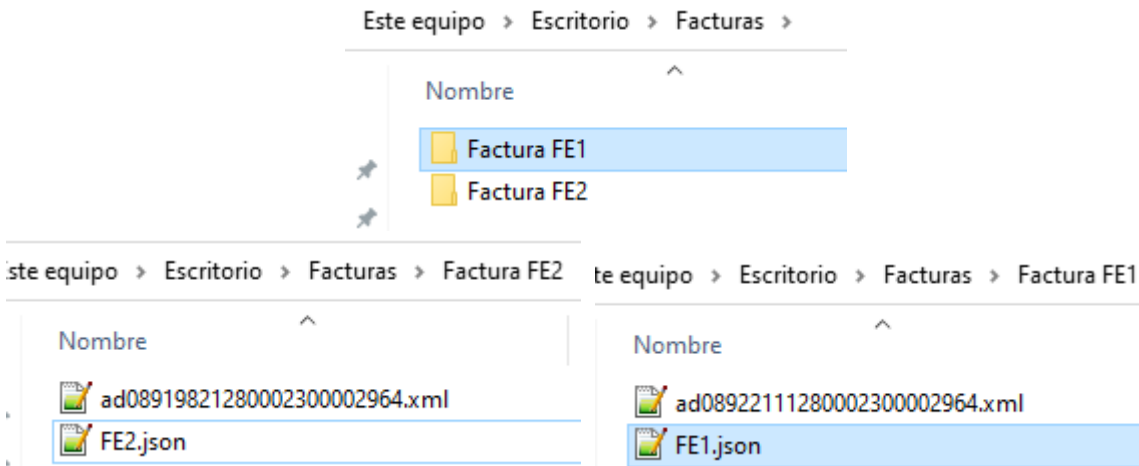 Este equipo > Escritorio > Facturas >
Nombre
Factura FE1
Factura FE2
ste equipo > Escritorio > Facturas > Factura FE2
Nombre
ad08919821280002300002964.xml
FE2.json
te equipo > Escritorio > Facturas > Factura FE1
Nombre
ad08922111280002300002964.xml
FE1.json